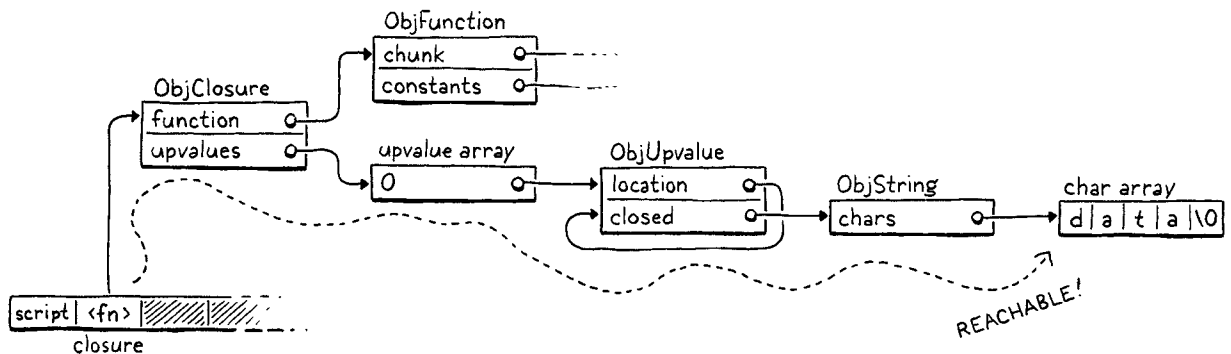 ObjFunction
chunk
constants
ObjClosure
function
upvalues
upvalue array
0
ObjUpvalue
location
closed
ObjString
chars
char array
d a t a \0
REACHABLE!
script <fn>
closure